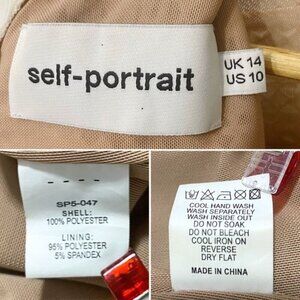 self-portrait
UK 14
US 10
SP5-047
SHELL:
100% POLYESTER
LINING:
95% POLYESTER
5% SPANDEX
COOL HAND WASH
WASH SEPARATELY
WASH INSIDE OUT
DO NOT SOAK
DO NOT BLEACH
COOL IRON ON
REVERSE
DRY FLAT
MADE IN CHINA